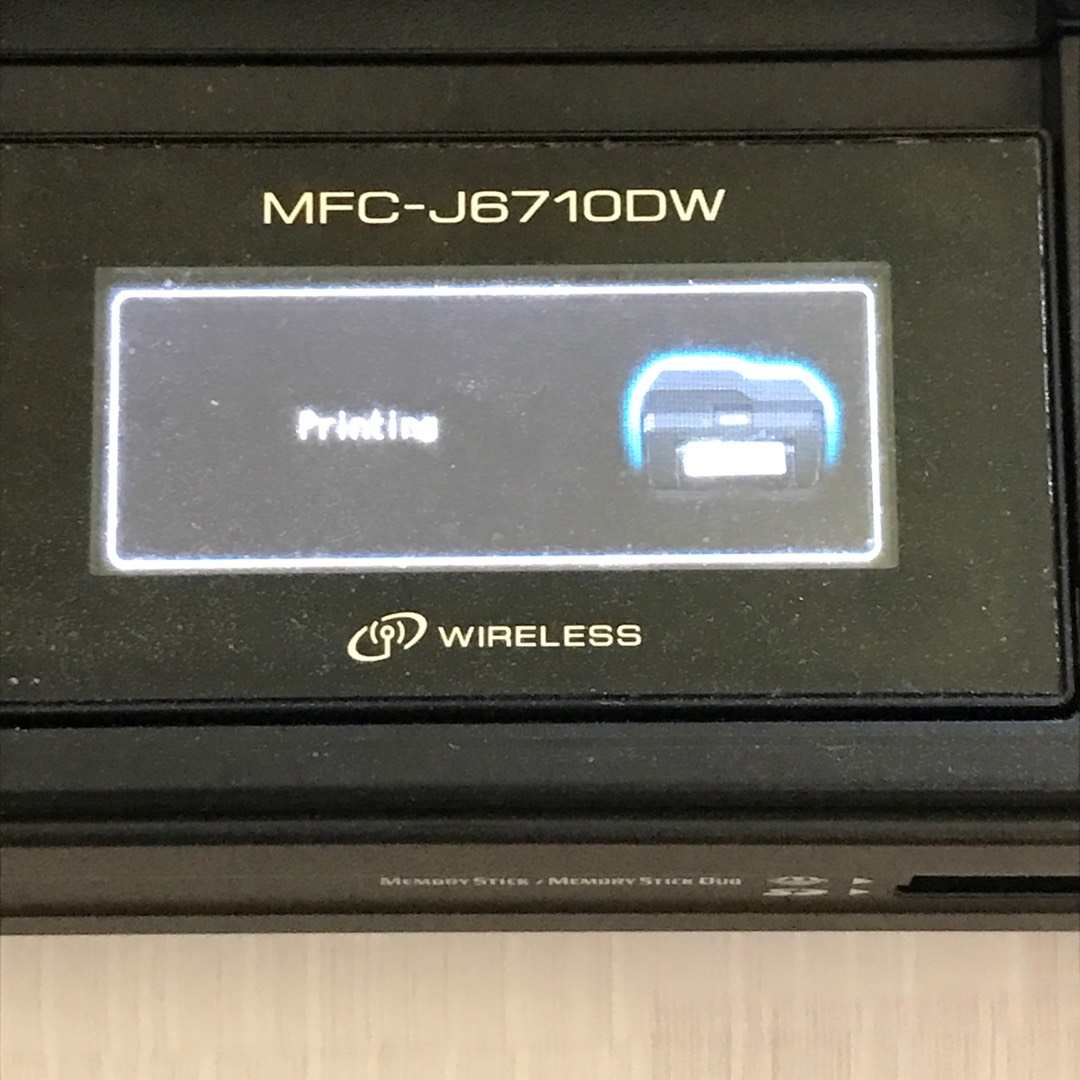 MFC-J6710DW
Printing
WIRELESS
MEMORY STICK / MEMORY STICK DUO